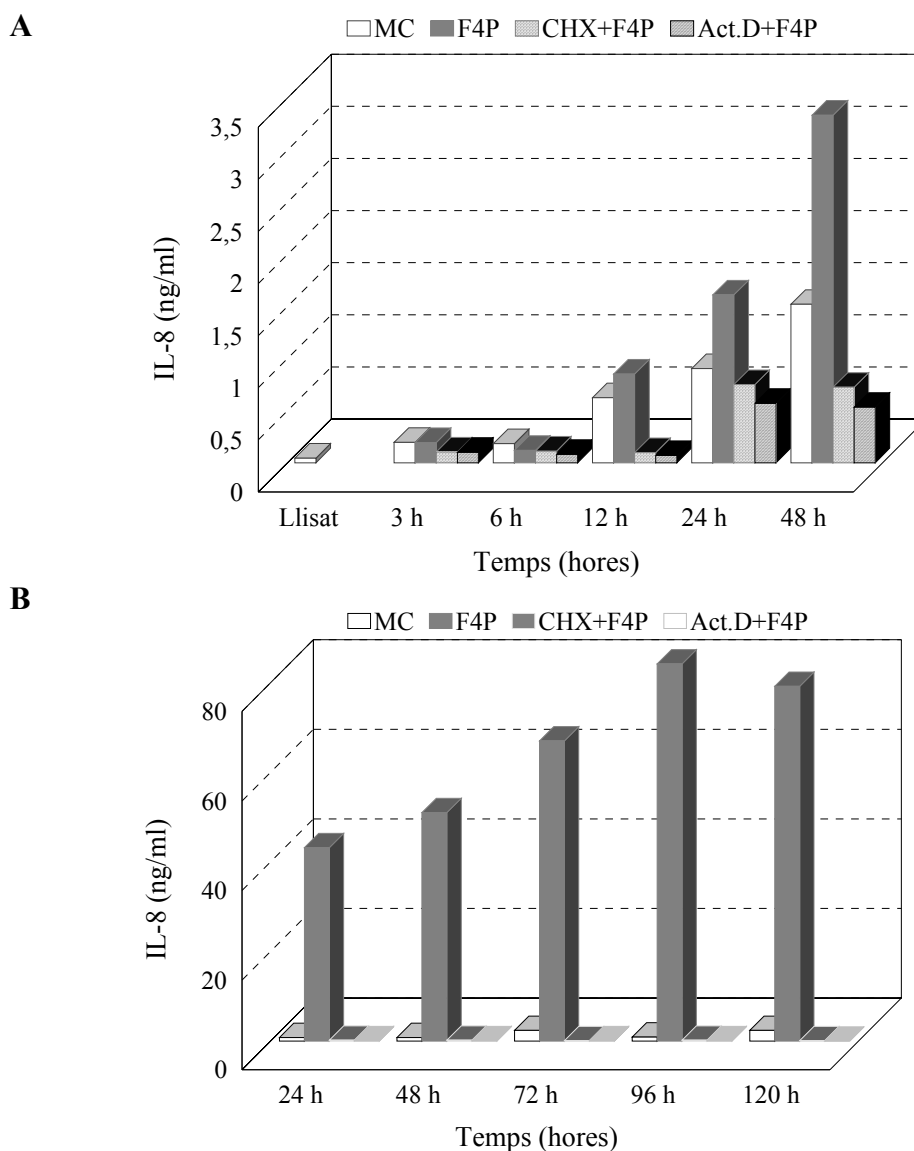 A
MC F4P CHX+F4P Act.D+F4P
3,5
3
2,5
2
1,5
1
0,5
0
IL-8 (ng/ml)
Llisat 3 h 6 h 12 h 24 h 48 h
Temps (hores)
B
MC F4P CHX+F4P Act.D+F4P
80
60
40
20
0
IL-8 (ng/ml)
24 h 48 h 72 h 96 h 120 h
Temps (hores)